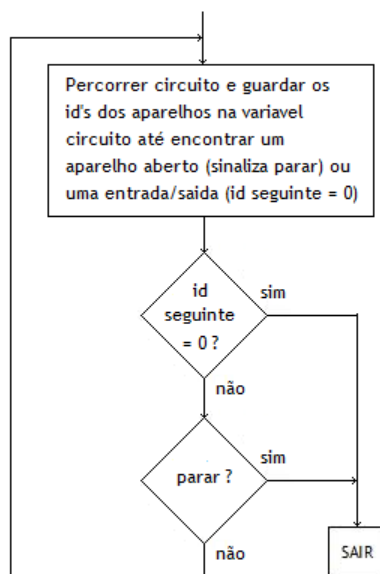 Percorrer circuito e guardar os
id's dos aparelhos na variavel
circuito até encontrar um
aparelho aberto (sinaliza parar) ou
uma entrada/saida (id seguinte = 0)
id
seguinte
= 0 ?
sim
não
parar ?
sim
não
SAIR